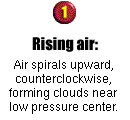 1
Rising air:
Air spirals upward,
counterclockwise,
forming clouds near
low pressure center.